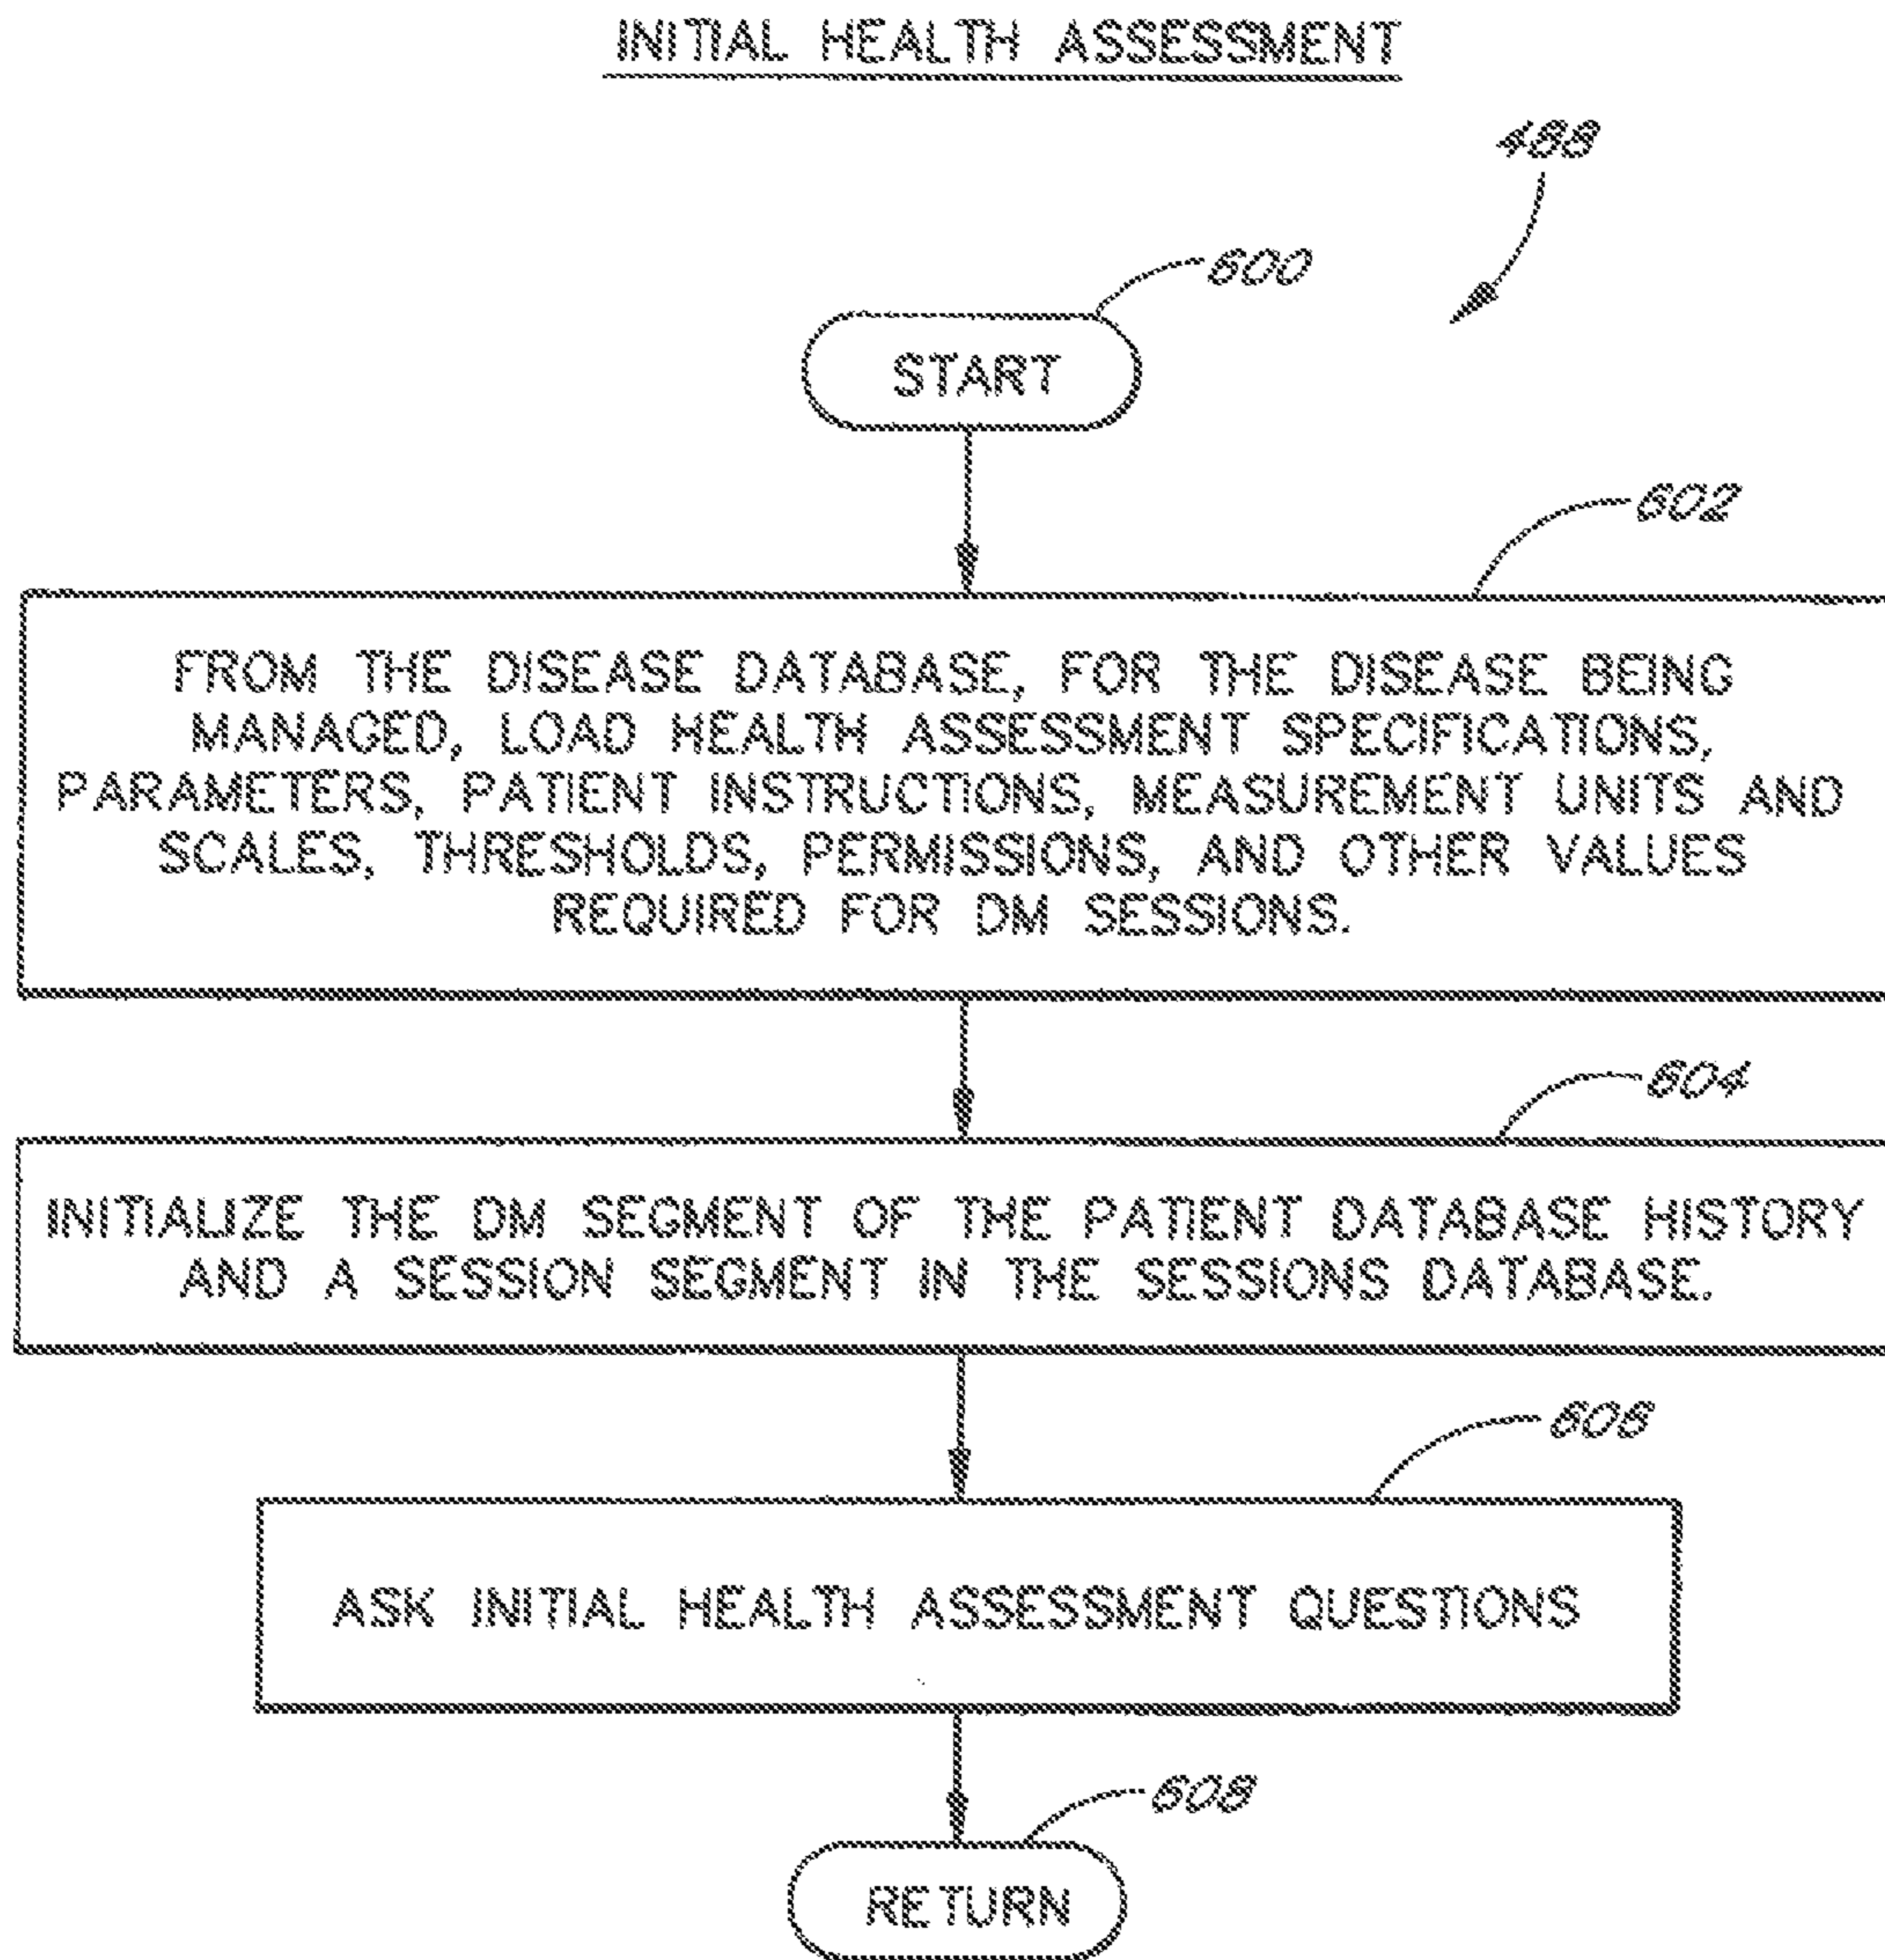 INITIAL HEALTH ASSESSMENT
488
600
START
602
FROM THE DISEASE DATABASE, FOR THE DISEASE BEING
MANAGED, LOAD HEALTH ASSESSMENT SPECIFICATIONS,
PARAMETERS, PATIENT INSTRUCTIONS, MEASUREMENT UNITS AND
SCALES, THRESHOLDS, PERMISSIONS, AND OTHER VALUES
REQUIRED FOR DM SESSIONS.
604
INITIALIZE THE DM SEGMENT OF THE PATIENT DATABASE HISTORY
AND A SESSION SEGMENT IN THE SESSIONS DATABASE.
606
ASK INITIAL HEALTH ASSESSMENT QUESTIONS
608
RETURN